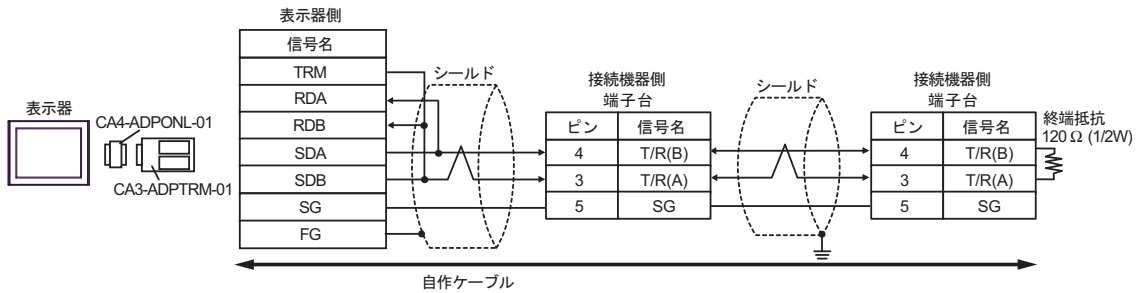 表示器
CA4-ADPONL-01
CA3-ADPTRM-01
表示器側
信号名
TRM
RDA
RDB
SDA
SDB
SG
FG
シールド
接続機器側
端子台
ピン 信号名
4 T/R(B)
3 T/R(A)
5 SG
シールド
接続機器側
端子台
ピン 信号名
4 T/R(B)
3 T/R(A)
5 SG
終端抵抗
120 Ω (1/2W)
自作ケーブル